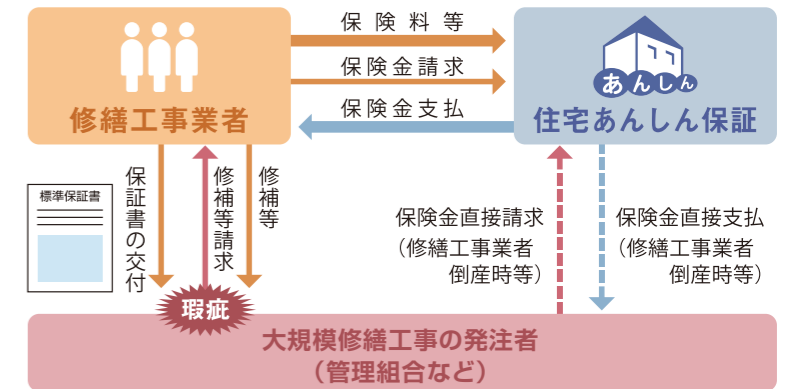 保険料等
保険金請求
保険金支払
修繕工事業者
あんしん
住宅あんしん保証
標準保証書
保証書の交付
修補等請求
修補等
保険金直接請求
（修繕工事業者
倒産時等）
保険金直接支払
（修繕工事業者
倒産時等）
瑕疵
大規模修繕工事の発注者
（管理組合など）